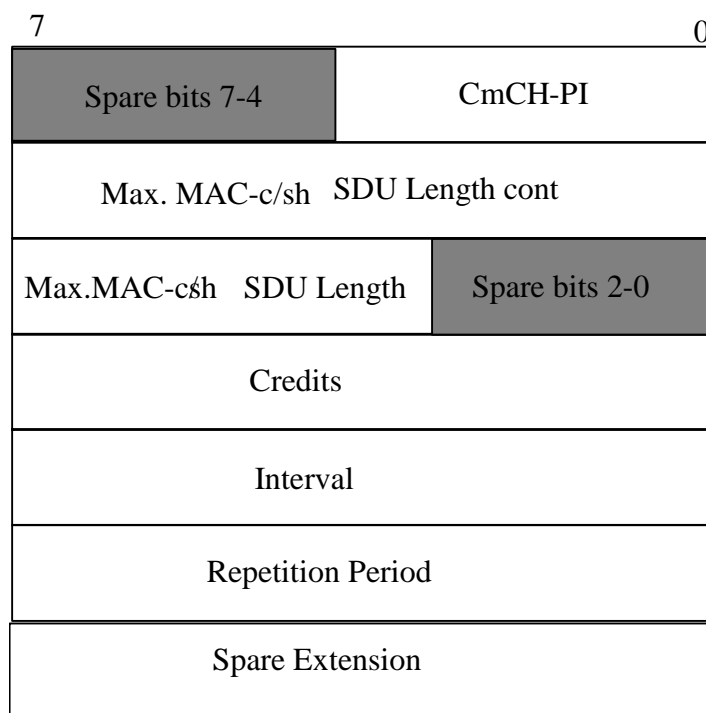 7 0
Spare bits 7-4 CmCH-PI
Max. MAC-c/sh SDU Length cont
Max.MAC-c/sh SDU Length Spare bits 2-0
Credits
Interval
Repetition Period
Spare Extension